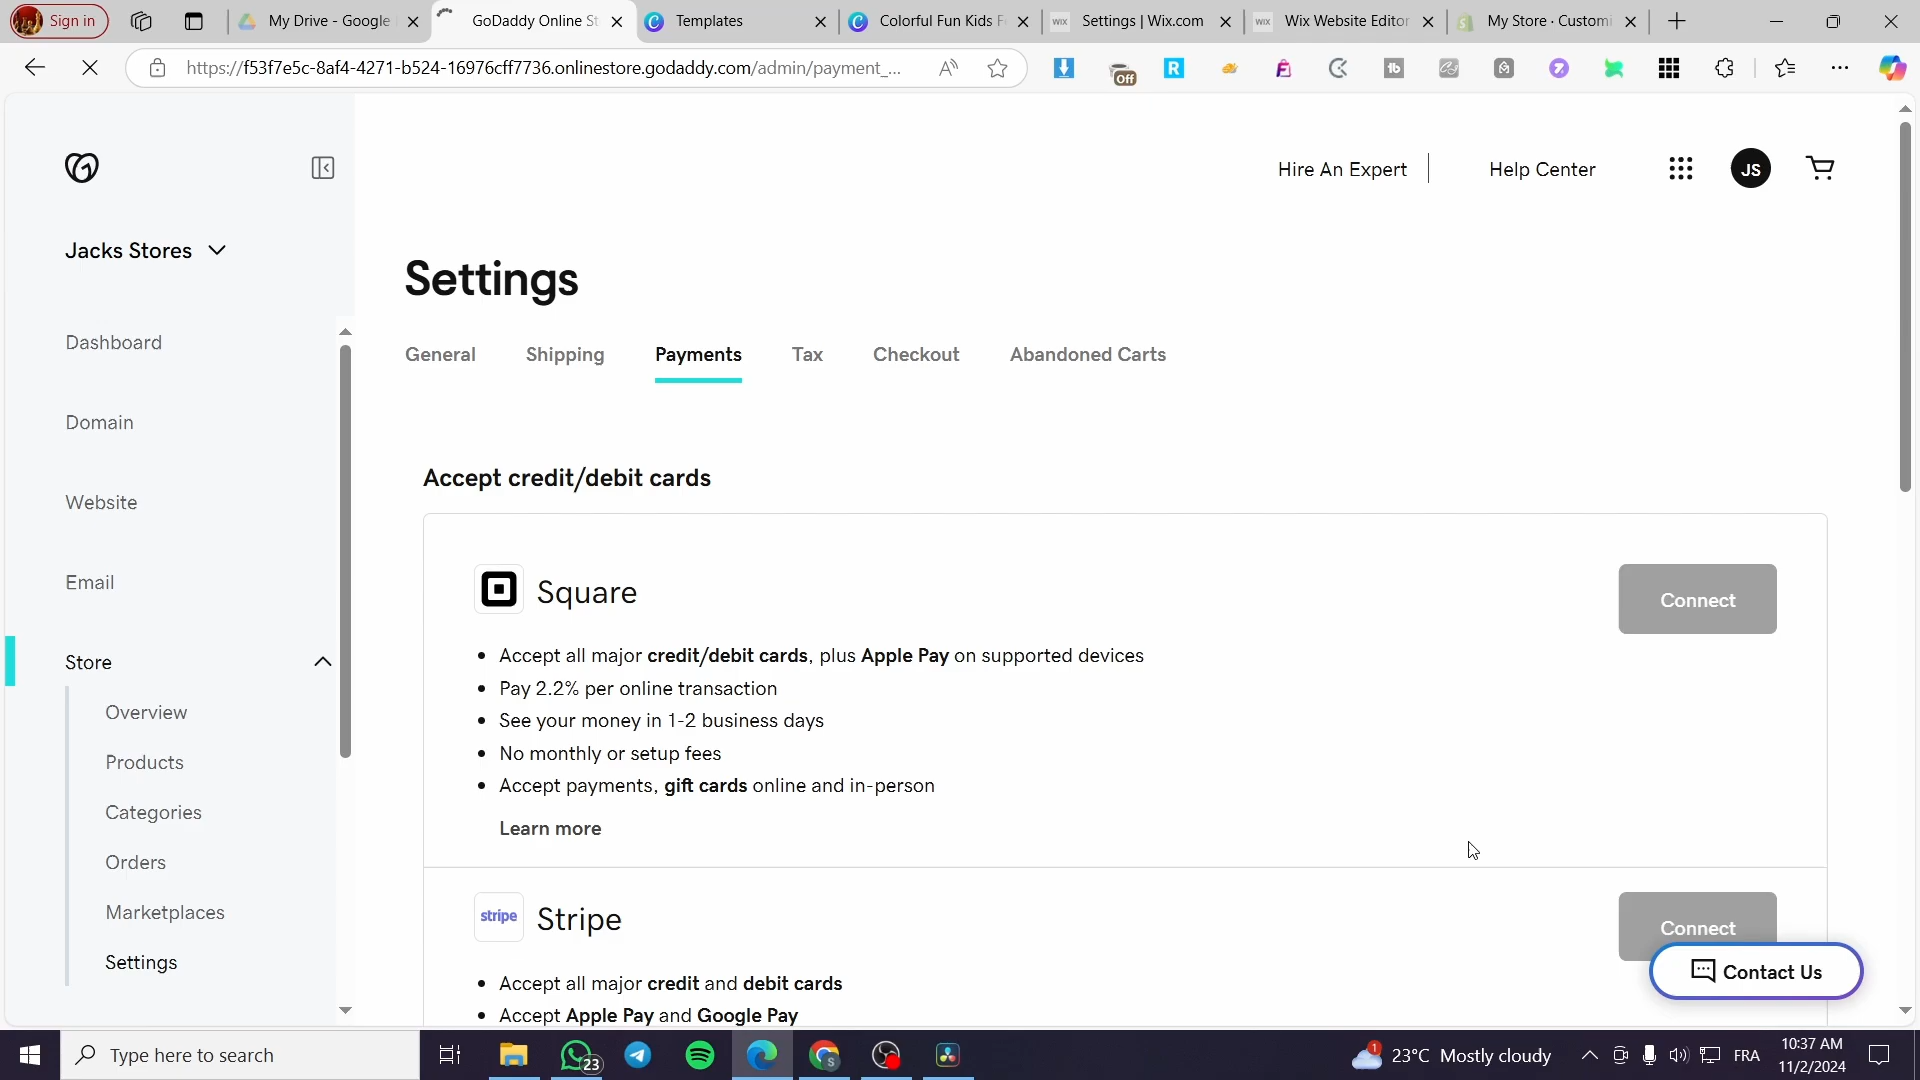 Sign in
My Drive - Google
GoDaddy Online St
Templates
Colorful Fun Kids F
Settings | Wix.com
Wix Website Editor
My Store · Customi
https://f53f7e5c-8af4-4271-b524-16976cff7736.onlinestore.godaddy.com/admin/payment_...
Off
Hire An Expert
Help Center
JS
Jacks Stores
Settings
General
Shipping
Payments
Tax
Checkout
Abandoned Carts
Dashboard
Domain
Website
Email
Store
Overview
Products
Categories
Orders
Marketplaces
Settings
Accept credit/debit cards
Square
Connect
• Accept all major credit/debit cards, plus Apple Pay on supported devices
• Pay 2.2% per online transaction
• See your money in 1-2 business days
• No monthly or setup fees
• Accept payments, gift cards online and in-person
Learn more
stripe
Stripe
Connect
• Accept all major credit and debit cards
• Accept Apple Pay and Google Pay
Contact Us
Type here to search
23
1
23°C Mostly cloudy
FRA
10:37 AM
11/2/2024